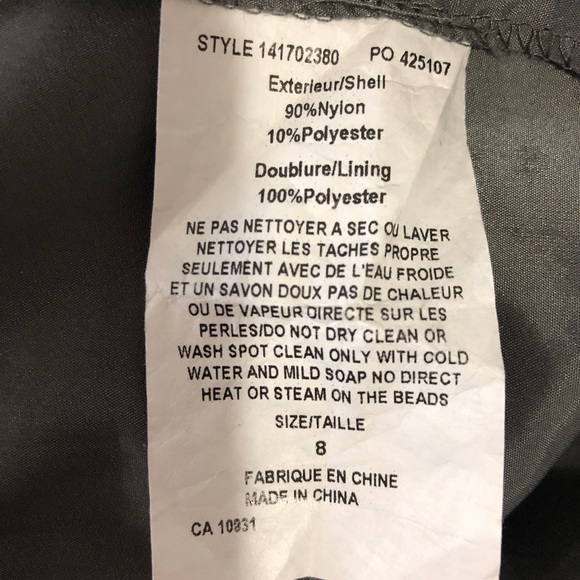 STYLE 141702380 PO 425107
Exterieur/Shell
90%Nylon
10%Polyester
Doublure/Lining
100%Polyester
NE PAS NETTOYER A SEC OU LAVER
NETTOYER LES TACHES PROPRE
SEULEMENT AVEC DE L'EAU FROIDE
ET UN SAVON DOUX PAS DE CHALEUR
OU DE VAPEUR DIRECTE SUR LES
PERLES/DO NOT DRY CLEAN OR
WASH SPOT CLEAN ONLY WITH COLD
WATER AND MILD SOAP NO DIRECT
HEAT OR STEAM ON THE BEADS
SIZE/TAILLE
8
FABRIQUE EN CHINE
MADE IN CHINA
CA 10931